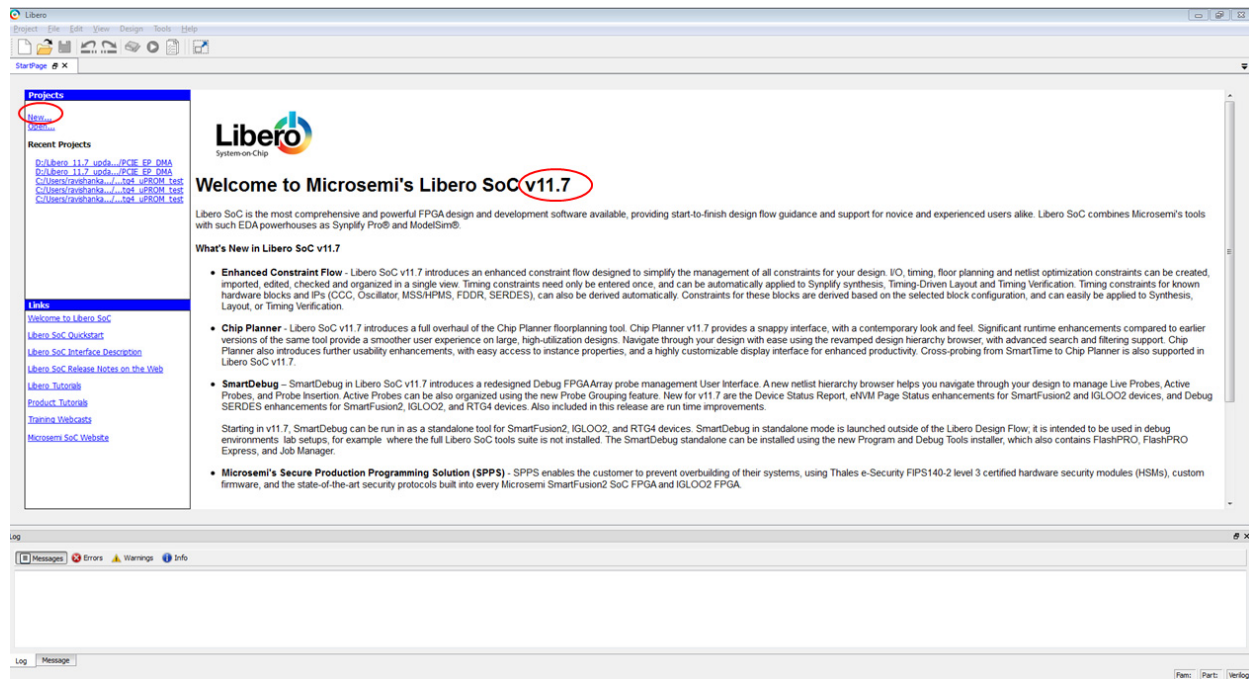 Libero
Project File Edit View Design Tools Help
StartPage
Projects
New...
Open...
Recent Projects
D:/Libero_11.7_upda.../PCIE_EP_DMA
D:/Libero_11.7_upda.../PCIE_EP_DMA
C:/Users/ravishanka.../...tg4_uPROM_test
C:/Users/ravishanka.../...tg4_uPROM_test
C:/Users/ravishanka.../...tg4_uPROM_test
Links
Welcome to Libero SoC
Libero SoC Quickstart
Libero SoC Interface Description
Libero SoC Release Notes on the Web
Libero Tutorials
Product Tutorials
Training Webcasts
Microsemi SoC Website
Libero
System-on-Chip
Welcome to Microsemi's Libero SoC v11.7
Libero SoC is the most comprehensive and powerful FPGA design and development software available, providing start-to-finish design flow guidance and support for novice and experienced users alike. Libero SoC combines Microsemi's tools
with such EDA powerhouses as Synplify Pro® and ModelSim®.
What's New in Libero SoC v11.7
• Enhanced Constraint Flow - Libero SoC v11.7 introduces an enhanced constraint flow designed to simplify the management of all constraints for your design. I/O, timing, floor planning and netlist optimization constraints can be created,
imported, edited, checked and organized in a single view. Timing constraints need only be entered once, and can be automatically applied to Synplify synthesis, Timing-Driven Layout and Timing Verification. Timing constraints for known
hardware blocks and IPs (CCC, Oscillator, MSS/HPMS, FDDR, SERDES), can also be derived automatically. Constraints for these blocks are derived based on the selected block configuration, and can easily be applied to Synthesis,
Layout, or Timing Verification.
• Chip Planner - Libero SoC v11.7 introduces a full overhaul of the Chip Planner floorplanning tool. Chip Planner v11.7 provides a snappy interface, with a contemporary look and feel. Significant runtime enhancements compared to earlier
versions of the same tool provide a smoother user experience on large, high-utilization designs. Navigate through your design with ease using the revamped design hierarchy browser, with advanced search and filtering support. Chip
Planner also introduces further usability enhancements, with easy access to instance properties, and a highly customizable display interface for enhanced productivity. Cross-probing from SmartTime to Chip Planner is also supported in
Libero SoC v11.7.
• SmartDebug – SmartDebug in Libero SoC v11.7 introduces a redesigned Debug FPGA Array probe management User Interface. A new netlist hierarchy browser helps you navigate through your design to manage Live Probes, Active
Probes, and Probe Insertion. Active Probes can be also organized using the new Probe Grouping feature. New for v11.7 are the Device Status Report, eNVM Page Status enhancements for SmartFusion2 and IGLOO2 devices, and Debug
SERDES enhancements for SmartFusion2, IGLOO2, and RTG4 devices. Also included in this release are run time improvements.
Starting in v11.7, SmartDebug can be run in as a standalone tool for SmartFusion2, IGLOO2, and RTG4 devices. SmartDebug in standalone mode is launched outside of the Libero Design Flow; it is intended to be used in debug
environments lab setups, for example where the full Libero SoC tools suite is not installed. The SmartDebug standalone can be installed using the new Program and Debug Tools installer, which also contains FlashPRO, FlashPRO
Express, and Job Manager.
• Microsemi's Secure Production Programming Solution (SPPS) - SPPS enables the customer to prevent overbuilding of their systems, using Thales e-Security FIPS140-2 level 3 certified hardware security modules (HSMs), custom
firmware, and the state-of-the-art security protocols built into every Microsemi SmartFusion2 SoC FPGA and IGLOO2 FPGA.
Log
Messages Errors Warnings Info
Log Message
Fam: Part: Verilog